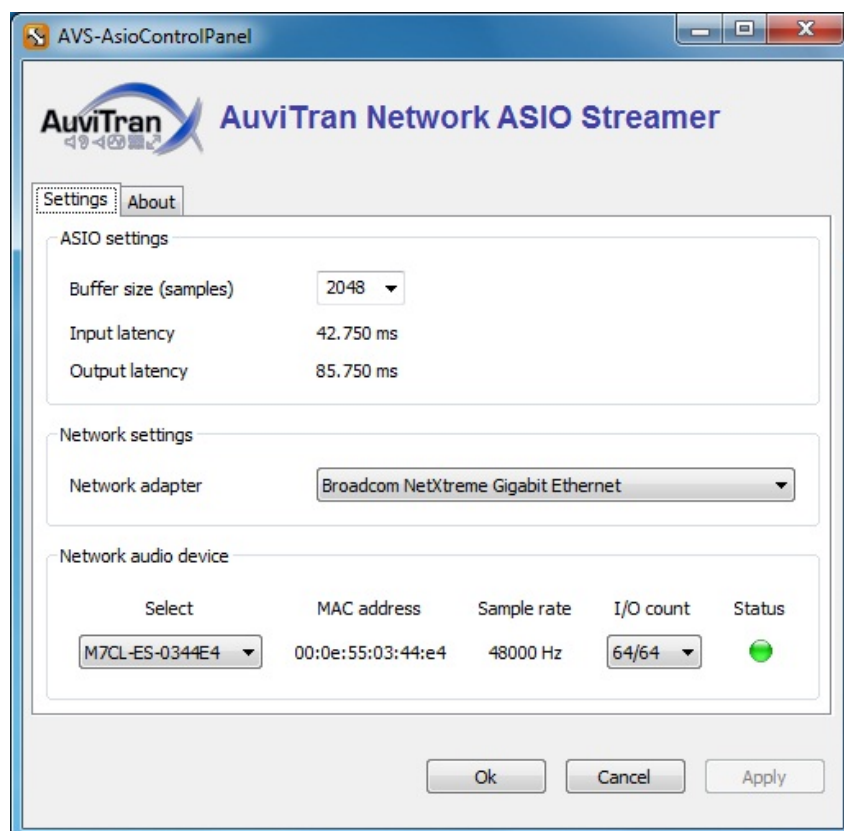 AVS-AsioControlPanel
AuviTran
AuviTran Network ASIO Streamer
Settings About
ASIO settings
Buffer size (samples) 2048
Input latency 42.750 ms
Output latency 85.750 ms
Network settings
Network adapter Broadcom NetXtreme Gigabit Ethernet
Network audio device
Select MAC address Sample rate I/O count Status
M7CL-ES-0344E4 00:0e:55:03:44:e4 48000 Hz 64/64
Ok Cancel Apply